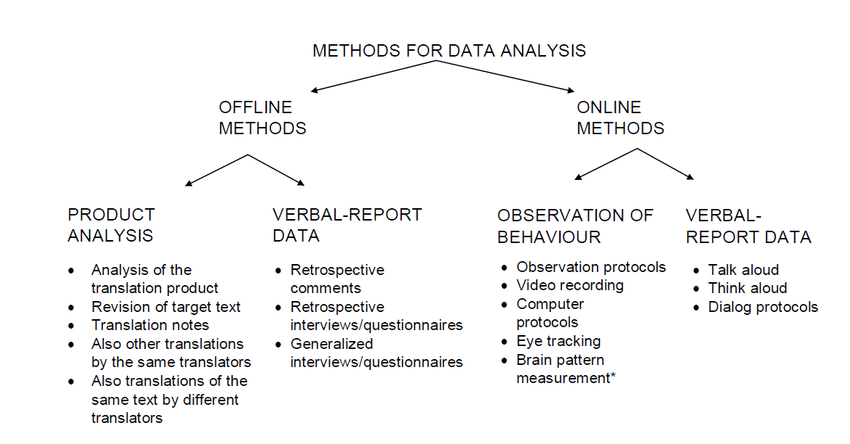 METHODS FOR DATA ANALYSIS
OFFLINE
METHODS
ONLINE
METHODS
PRODUCT
ANALYSIS
• Analysis of the
translation product
• Revision of target text
• Translation notes
• Also other translations
by the same translators
• Also translations of the
same text by different
translators
VERBAL-REPORT
DATA
• Retrospective
comments
• Retrospective
interviews/questionnaires
• Generalized
interviews/questionnaires
OBSERVATION OF
BEHAVIOUR
• Observation protocols
• Video recording
• Computer
protocols
• Eye tracking
• Brain pattern
measurement*
VERBAL-
REPORT DATA
• Talk aloud
• Think aloud
• Dialog protocols